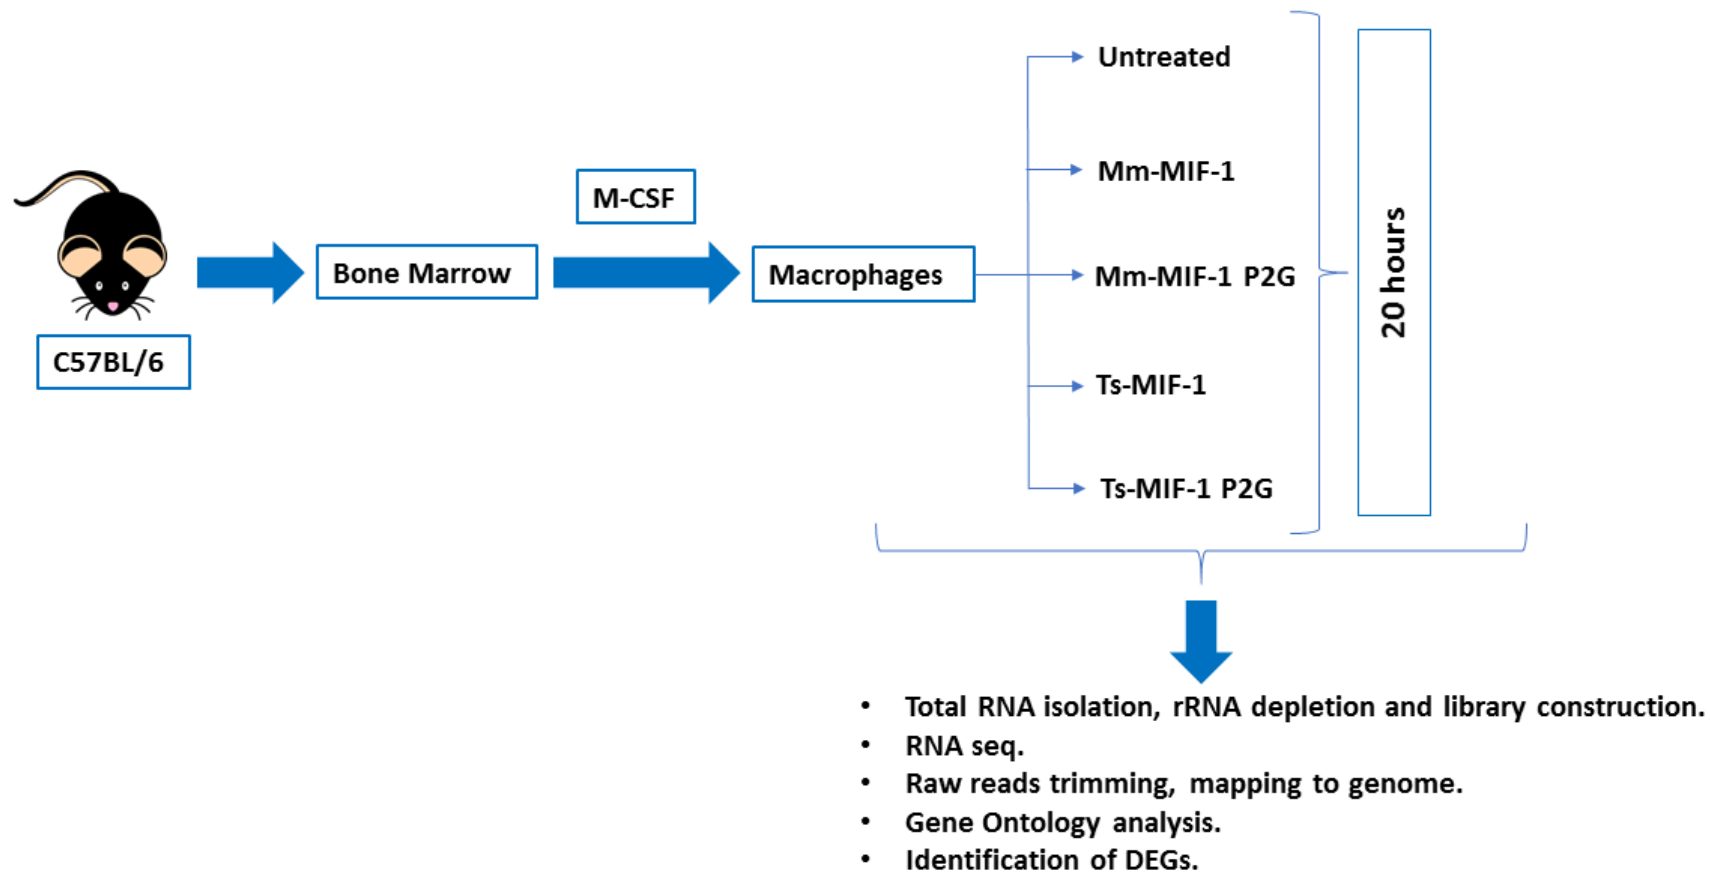 C57BL/6
Bone Marrow
M-CSF
Macrophages
Untreated
Mm-MIF-1
Mm-MIF-1 P2G
Ts-MIF-1
Ts-MIF-1 P2G
20 hours
• Total RNA isolation, rRNA depletion and library construction.
• RNA seq.
• Raw reads trimming, mapping to genome.
• Gene Ontology analysis.
• Identification of DEGs.